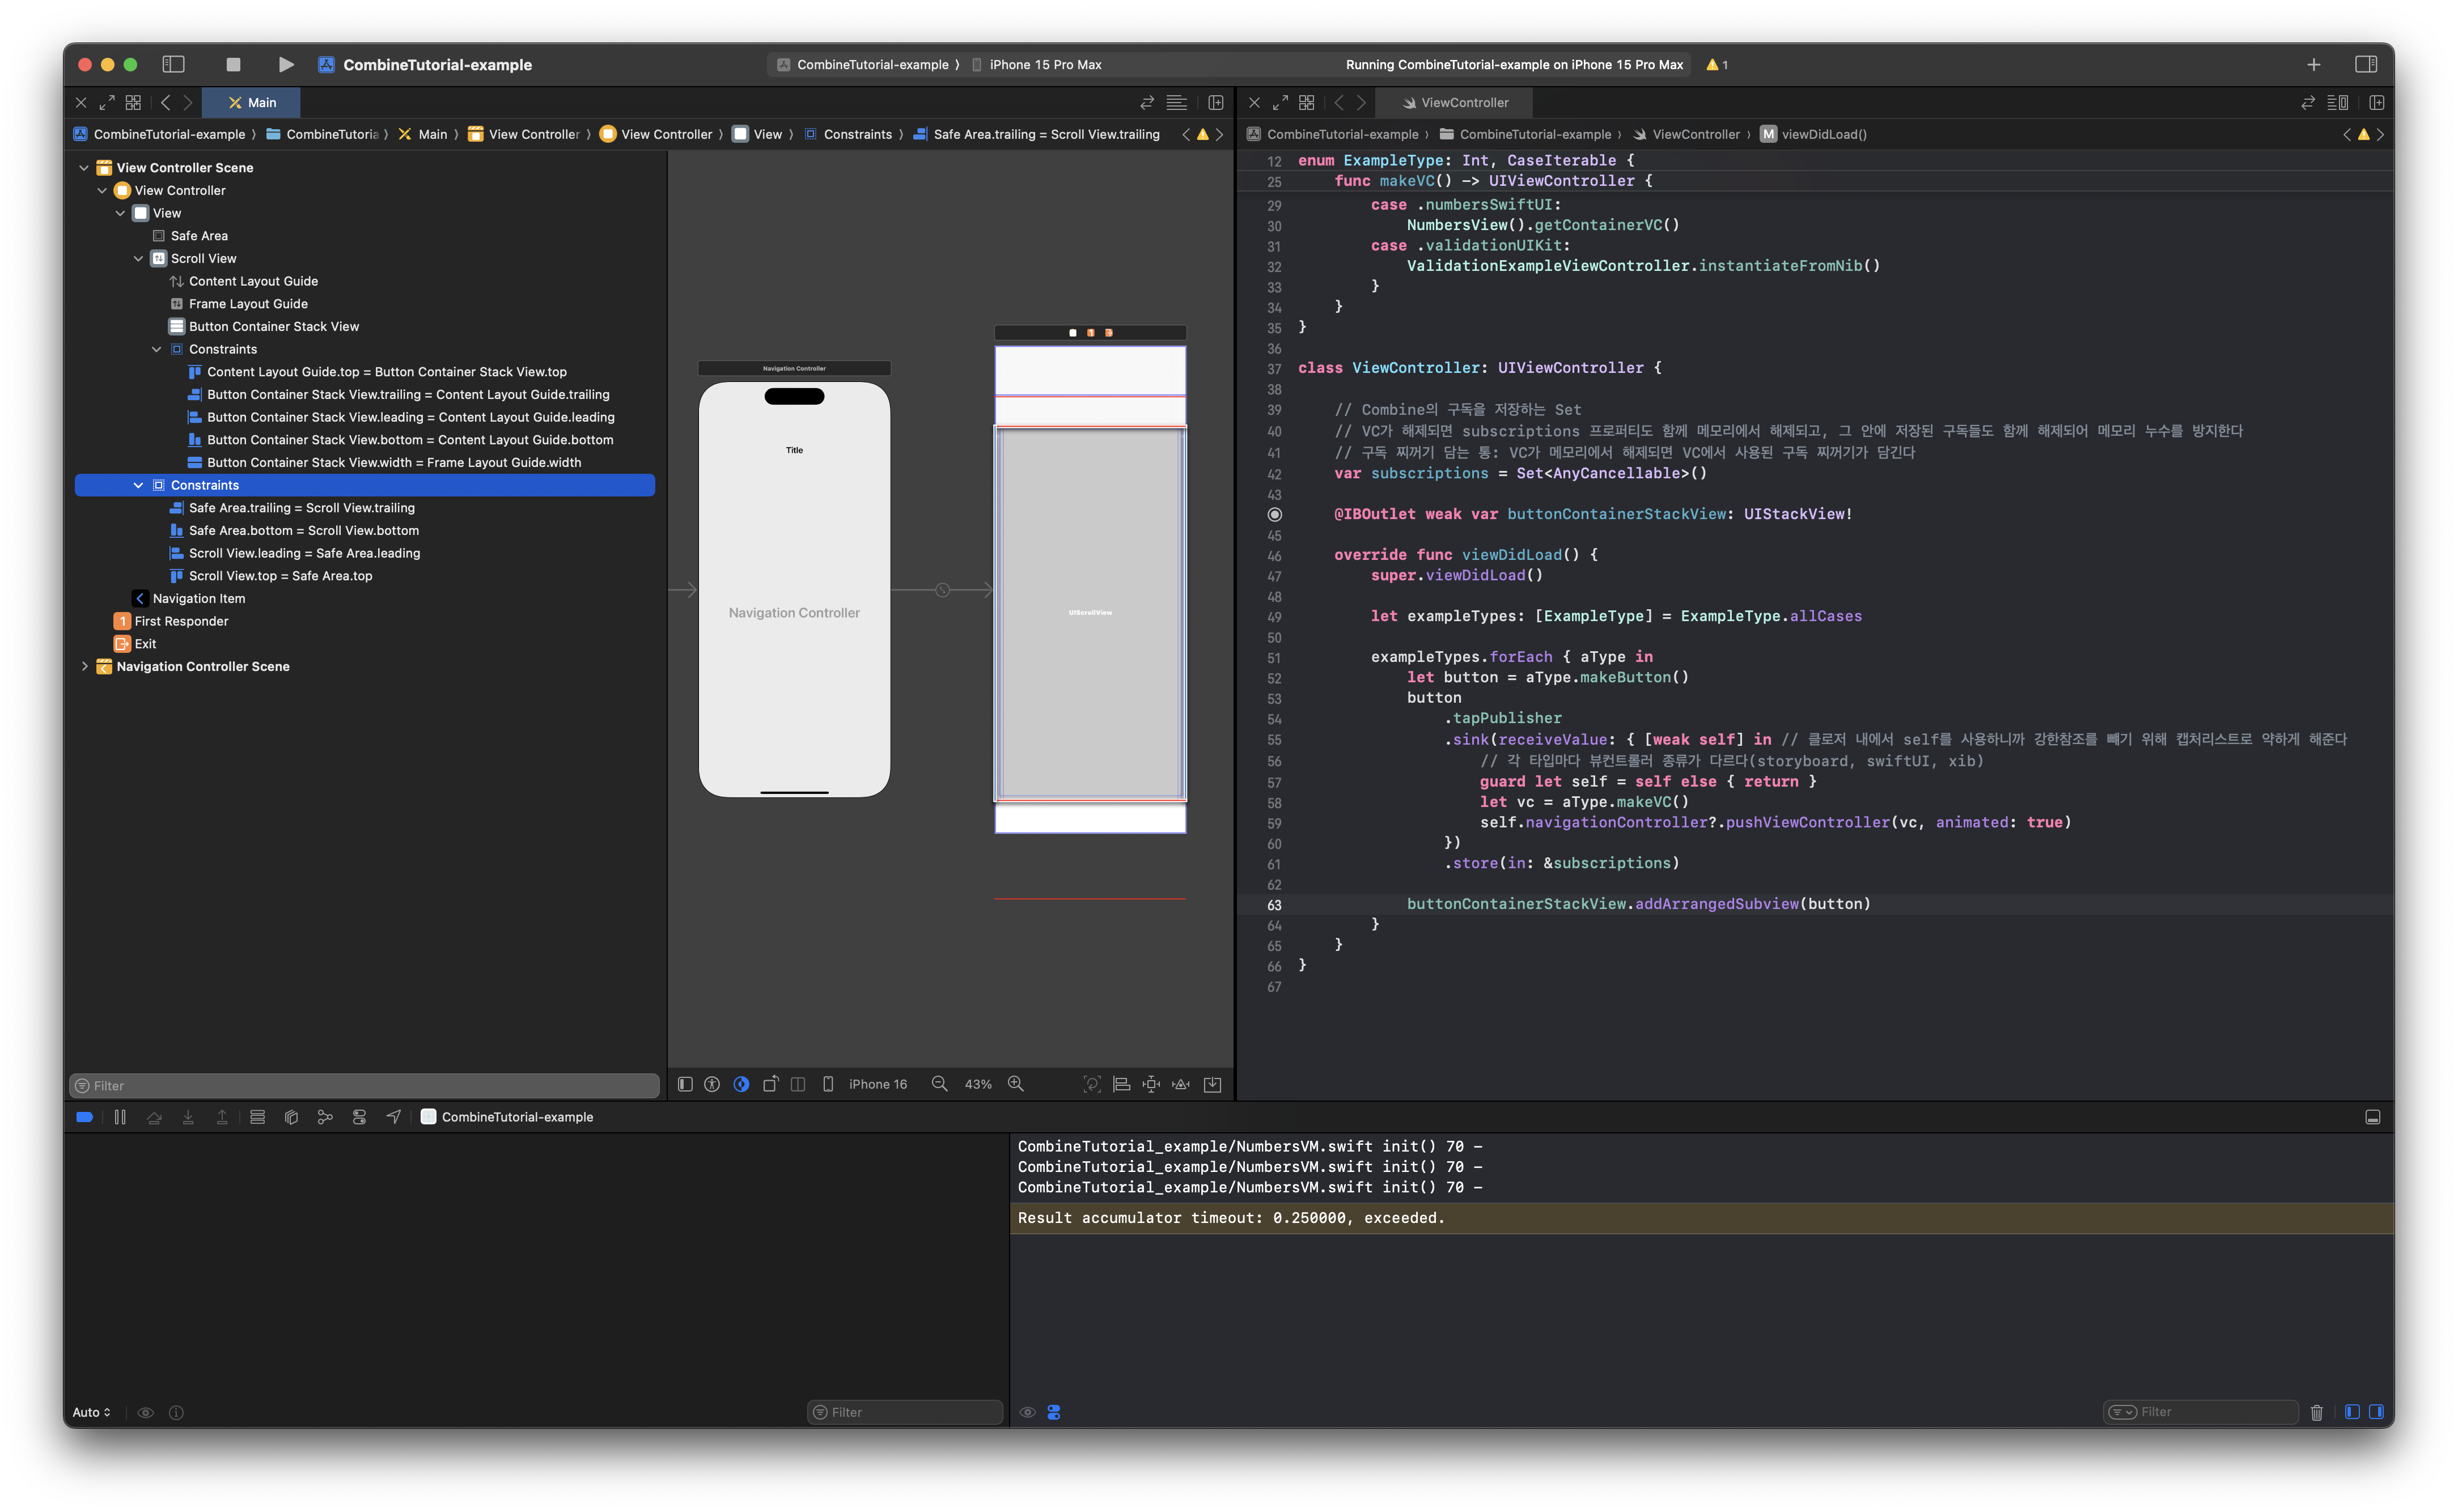 CombineTutorial-example
CombineTutorial-example 〉 iPhone 15 Pro Max
Running CombineTutorial-example on iPhone 15 Pro Max
1
Main
CombineTutorial-example 〉 CombineTutoria 〉 Main 〉 View Controller 〉 View Controller 〉 View 〉 Constraints 〉 Safe Area.trailing = Scroll View.trailing
View Controller Scene
View Controller
View
Safe Area
Scroll View
Content Layout Guide
Frame Layout Guide
Button Container Stack View
Constraints
Content Layout Guide.top = Button Container Stack View.top
Button Container Stack View.trailing = Content Layout Guide.trailing
Button Container Stack View.leading = Content Layout Guide.leading
Button Container Stack View.bottom = Content Layout Guide.bottom
Button Container Stack View.width = Frame Layout Guide.width
Constraints
Safe Area.trailing = Scroll View.trailing
Safe Area.bottom = Scroll View.bottom
Scroll View.leading = Safe Area.leading
Scroll View.top = Safe Area.top
Navigation Item
1 First Responder
Exit
Navigation Controller Scene
Filter
Navigation Controller
Title
Navigation Controller
1
UIScrollView
iPhone 16
43%
ViewController
CombineTutorial-example 〉 CombineTutorial-example 〉 ViewController 〉 M viewDidLoad()
12 enum ExampleType: Int, CaseIterable {
25 func makeVC() -> UIViewController {
29 case .numbersSwiftUI:
30 NumbersView().getContainerVC()
31 case .validationUIKit:
32 ValidationExampleViewController.instantiateFromNib()
33 }
34 }
35 }
36
37 class ViewController: UIViewController {
38
39 // Combine의 구독을 저장하는 Set
40 // VC가 해제되면 subscriptions 프로퍼티도 함께 메모리에서 해제되고, 그 안에 저장된 구독들도 함께 해제되어 메모리 누수를 방지한다
41 // 구독 찌꺼기 담는 통: VC가 메모리에서 해제되면 VC에서 사용된 구독 찌꺼기가 담긴다
42 var subscriptions = Set<AnyCancellable>()
43
@IBOutlet weak var buttonContainerStackView: UIStackView!
45
46 override func viewDidLoad() {
47 super.viewDidLoad()
48
49 let exampleTypes: [ExampleType] = ExampleType.allCases
50
51 exampleTypes.forEach { aType in
52 let button = aType.makeButton()
53 button
54 .tapPublisher
55 .sink(receiveValue: { [weak self] in // 클로저 내에서 self를 사용하니까 강한참조를 빼기 위해 캡처리스트로 약하게 해준다
56 // 각 타입마다 뷰컨트롤러 종류가 다르다(storyboard, swiftUI, xib)
57 guard let self = self else { return }
58 let vc = aType.makeVC()
59 self.navigationController?.pushViewController(vc, animated: true)
60 })
61 .store(in: &subscriptions)
62
63 buttonContainerStackView.addArrangedSubview(button)
64 }
65 }
66 }
67
CombineTutorial-example
Auto
Filter
CombineTutorial_example/NumbersVM.swift init() 70 -
CombineTutorial_example/NumbersVM.swift init() 70 -
CombineTutorial_example/NumbersVM.swift init() 70 -
Result accumulator timeout: 0.250000, exceeded.
Filter